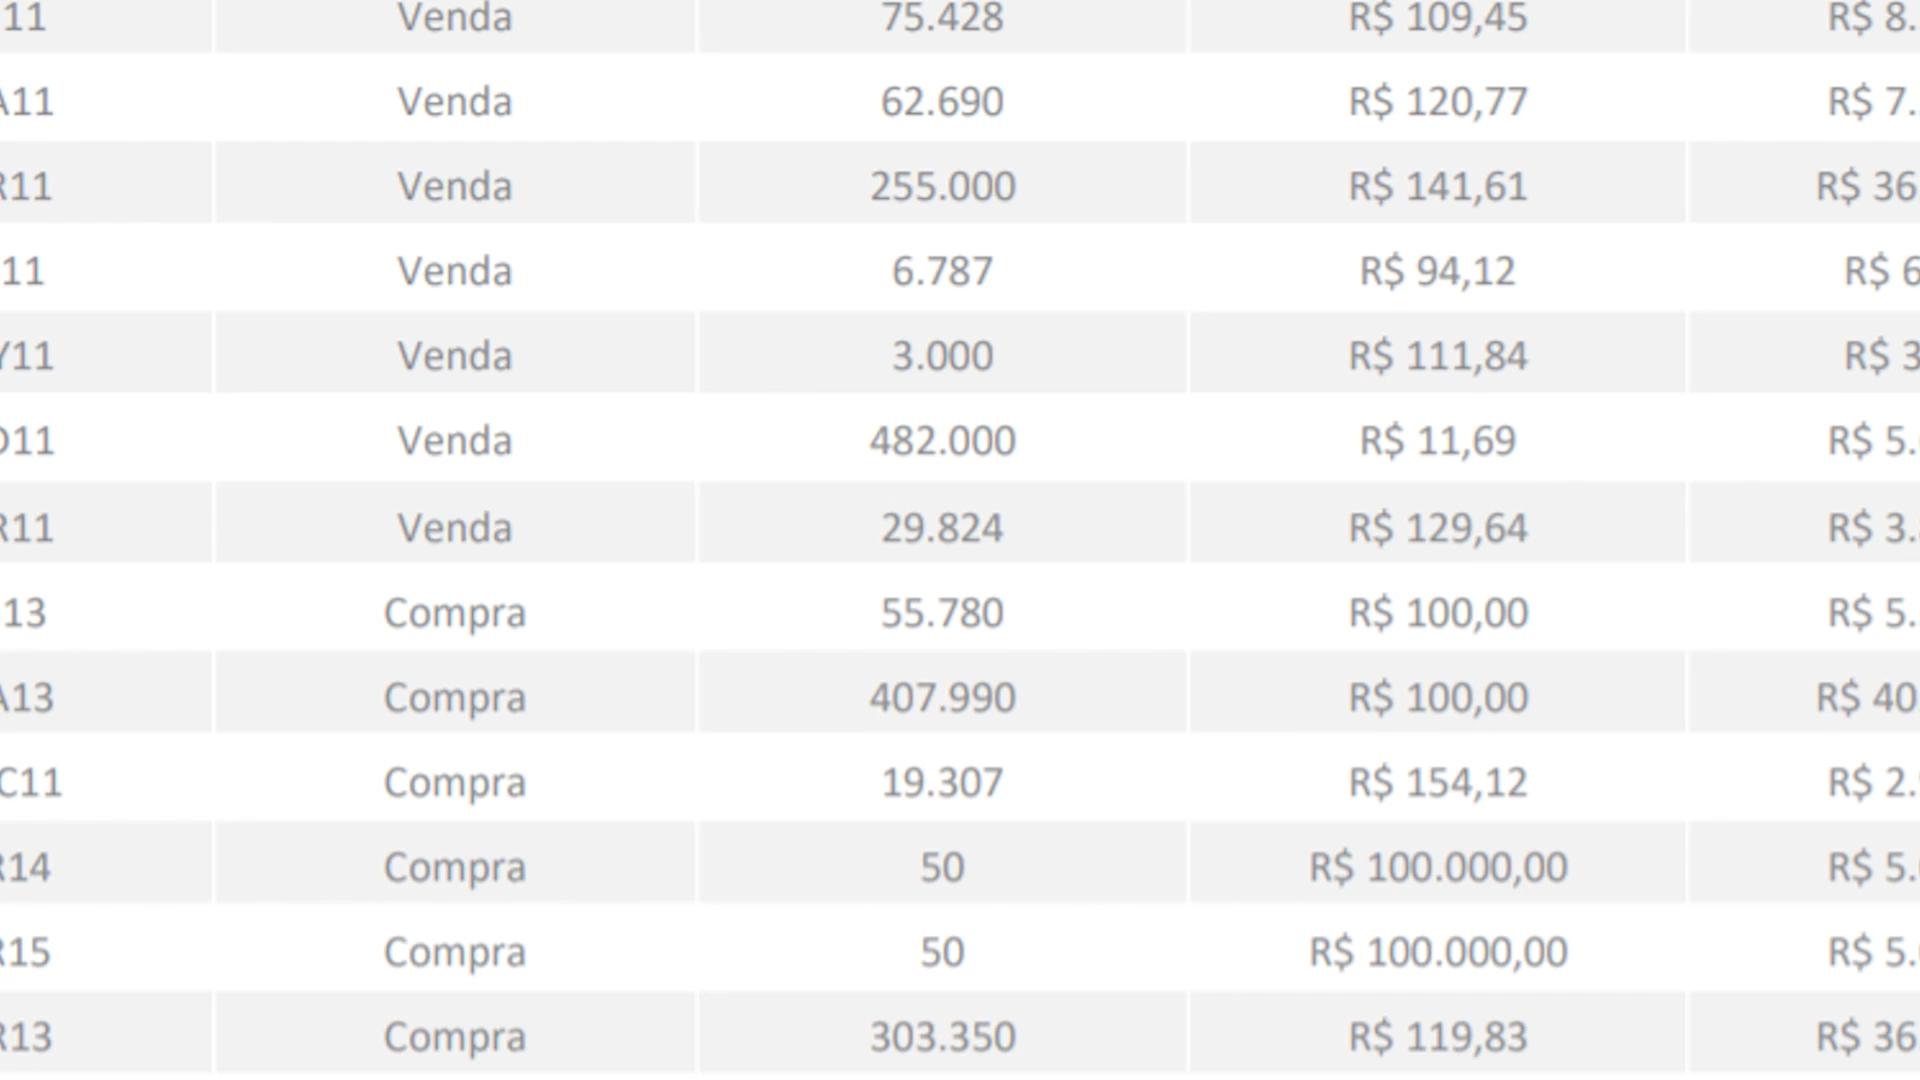 11 Venda 75.428 R$ 109,45 R$ 8.
A11 Venda 62.690 R$ 120,77 R$ 7.
R11 Venda 255.000 R$ 141,61 R$ 36
11 Venda 6.787 R$ 94,12 R$ 6
Y11 Venda 3.000 R$ 111,84 R$ 3
11 Venda 482.000 R$ 11,69 R$ 5.
R11 Venda 29.824 R$ 129,64 R$ 3.
13 Compra 55.780 R$ 100,00 R$ 5.
A13 Compra 407.990 R$ 100,00 R$ 40
C11 Compra 19.307 R$ 154,12 R$ 2.
R14 Compra 50 R$ 100.000,00 R$ 5.
R15 Compra 50 R$ 100.000,00 R$ 5.
R13 Compra 303.350 R$ 119,83 R$ 36